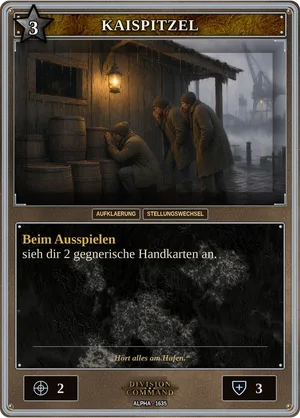 KAISPITZEL
3
AUFKLAERUNG STELLUNGSWECHSEL
Beim Ausspielen
sieh dir 2 gegnerische Handkarten an.
„Hört alles am Hafen.“
2
DIVISION
COMMAND
ALPHA - 1635
3